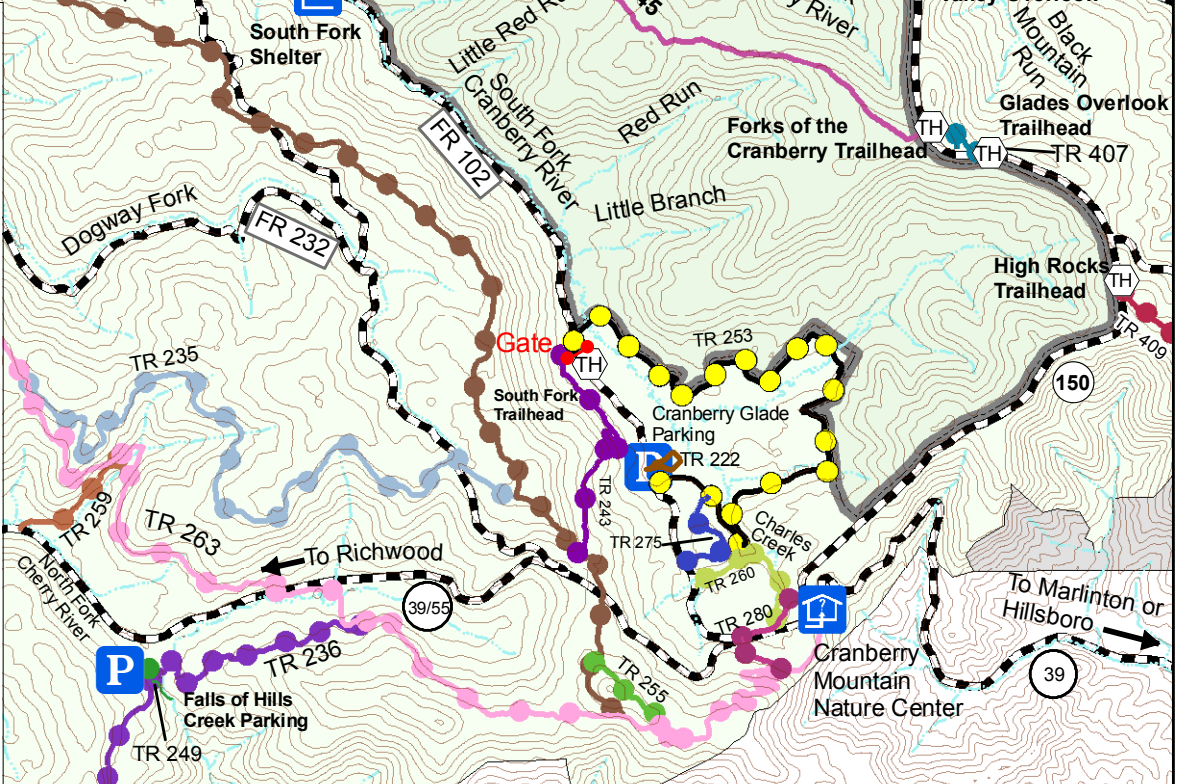 45
y River
Valley Overlook
Black
Mountain
Run
South Fork
Shelter
Little Red Run
South Fork
Cranberry River
Red Run
FR 102
Forks of the
Cranberry Trailhead
TH
TH
Glades Overlook
Trailhead
TR 407
Dogway Fork
FR 232
Little Branch
High Rocks
Trailhead
TH
TR 409
150
Gate
TH
TR 253
TR 235
South Fork
Trailhead
Cranberry Glade
Parking
P
TR 222
TR 243
TR 259
TR 263
TR 275
Charles
Creek
TR 260
To Richwood
39/55
North Fork
Cherry River
TR 280
?
To Marlinton or
Hillsboro
39
Cranberry
Mountain
Nature Center
P
TR 236
TR 255
Falls of Hills
Creek Parking
TR 249